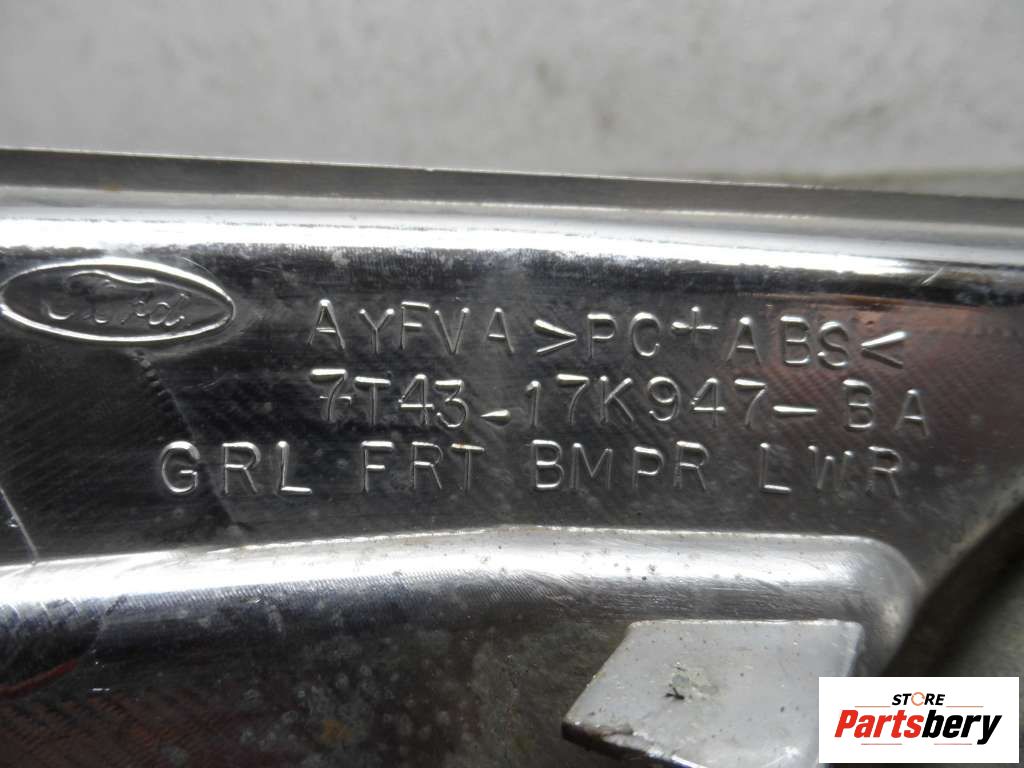 Ford
AYFVA >PC+ABS<
7T43-17K947-BA
GRL FRT BMPR LWR
STORE
Partsbery